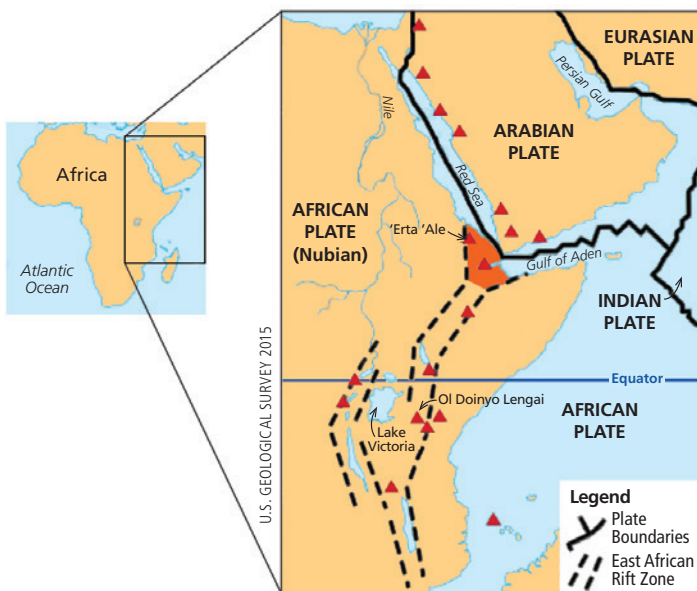 Africa
Atlantic
Ocean
U.S. GEOLOGICAL SURVEY 2015
EURASIAN
PLATE
Persian Gulf
Nile
ARABIAN
PLATE
Red Sea
AFRICAN
PLATE
(Nubian)
'Erta 'Ale
Gulf of Aden
INDIAN
PLATE
Equator
Ol Doinyo Lengai
AFRICAN
PLATE
Lake
Victoria
Legend
Plate
Boundaries
East African
Rift Zone